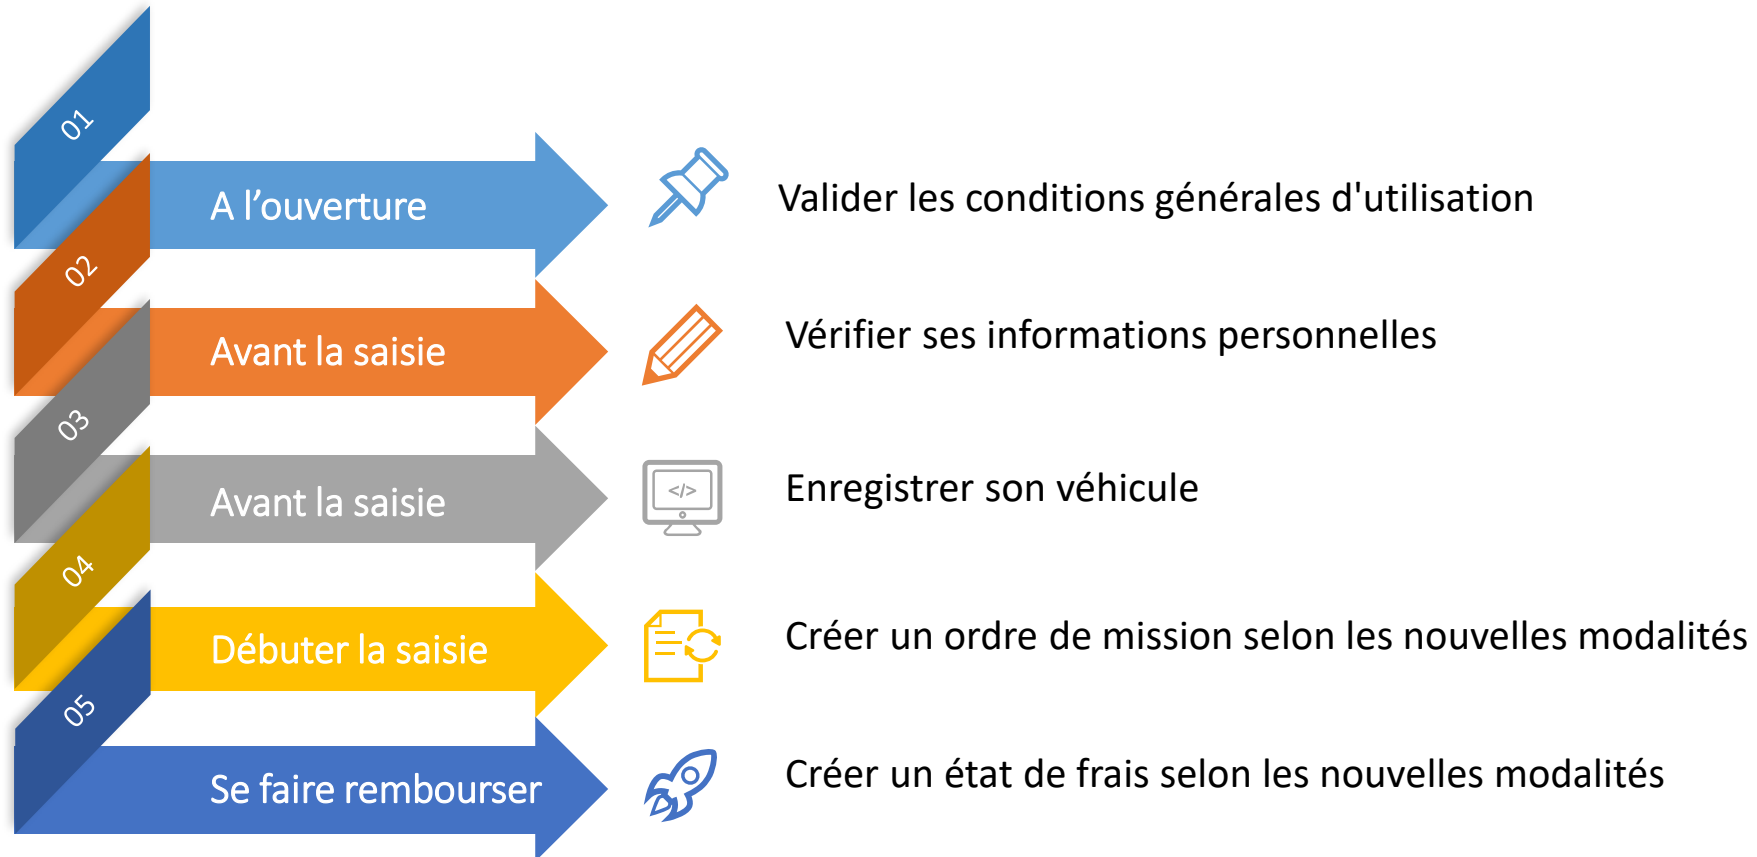 01
A l’ouverture
Valider les conditions générales d'utilisation
02
Avant la saisie
Vérifier ses informations personnelles
03
Avant la saisie
</>
Enregistrer son véhicule
04
Débuter la saisie
Créer un ordre de mission selon les nouvelles modalités
05
Se faire rembourser
Créer un état de frais selon les nouvelles modalités